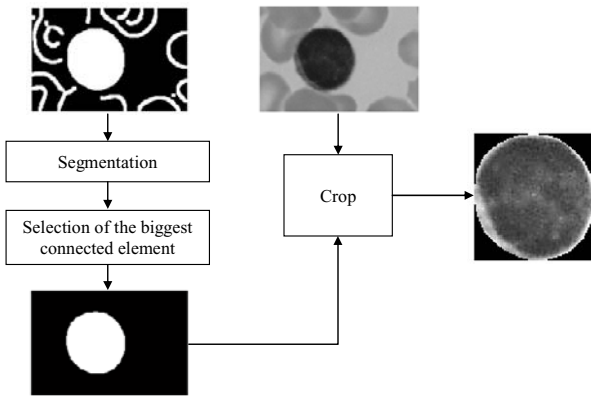 Segmentation
Selection of the biggest
connected element
Crop